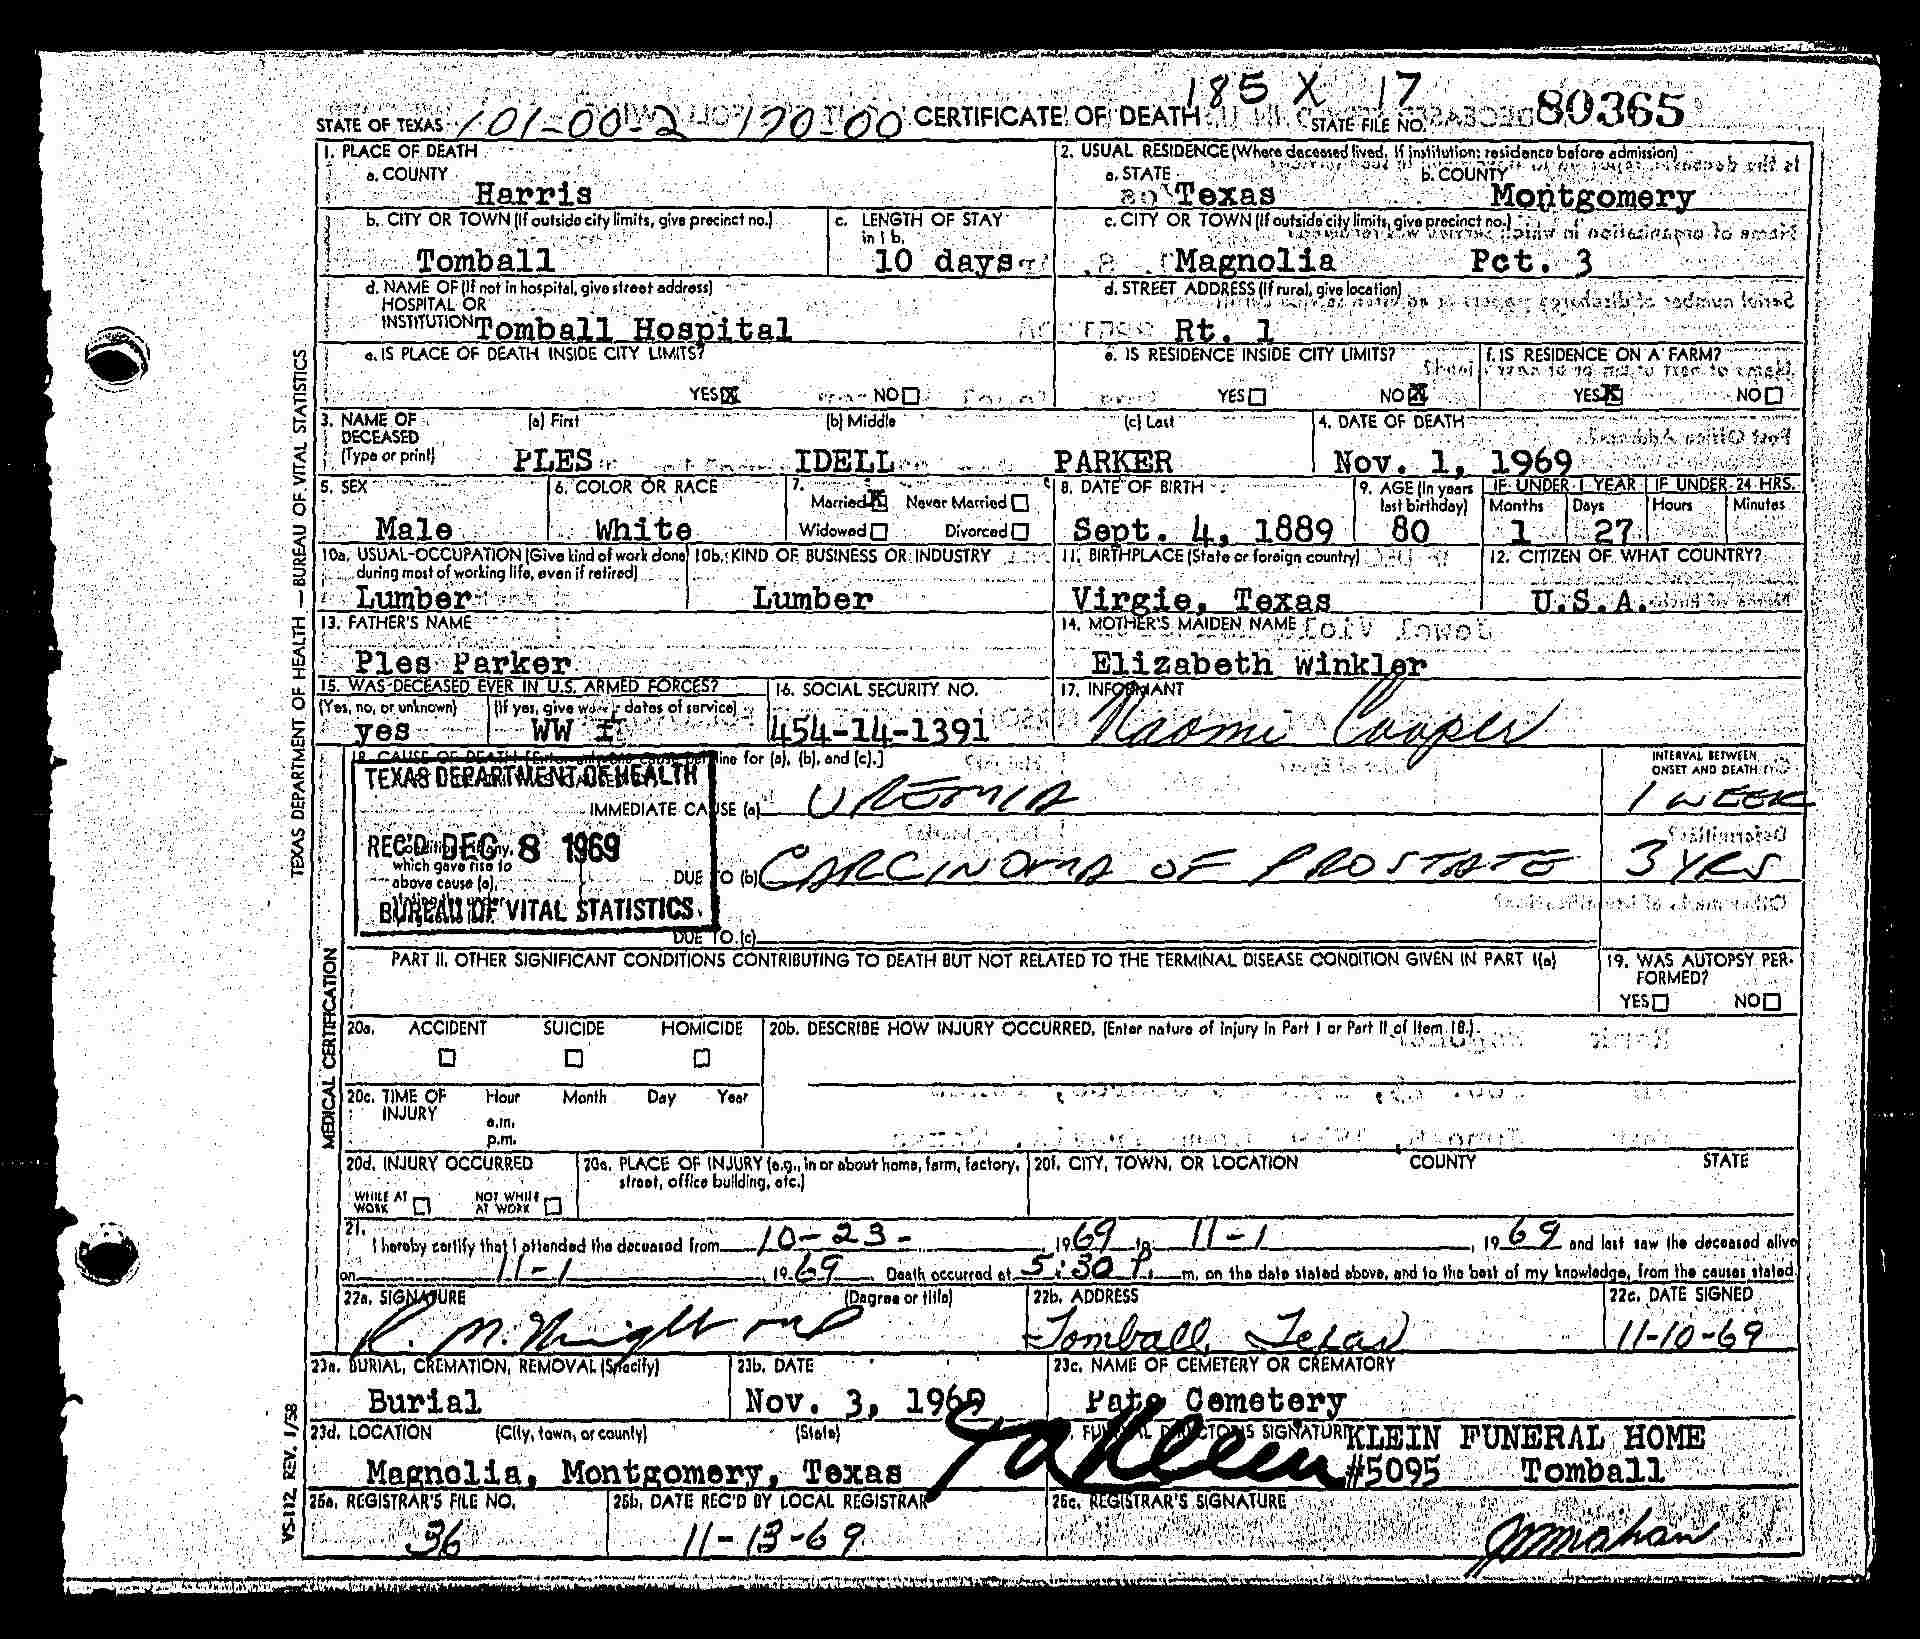 185 X 17
STATE OF TEXAS 101-00-2 170-00 CERTIFICATE OF DEATH STATE FILE NO. 80365
1. PLACE OF DEATH
a. COUNTY
Harris
2. USUAL RESIDENCE (Where deceased lived. If institution: residence before admission)
a. STATE Texas b. COUNTY Montgomery
b. CITY OR TOWN (If outside city limits, give precinct no.)
Tomball
c. LENGTH OF STAY in 1 b.
10 days
c. CITY OR TOWN (If outside city limits, give precinct no.)
Magnolia Pct. 3
d. NAME OF (If not in hospital, give street address)
HOSPITAL OR
INSTITUTION Tomball Hospital
d. STREET ADDRESS (If rural, give location)
Rt. 1
e. IS PLACE OF DEATH INSIDE CITY LIMITS?
YES X NO
e. IS RESIDENCE INSIDE CITY LIMITS?
YES NO X
f. IS RESIDENCE ON A FARM?
YES X NO
3. NAME OF DECEASED (Type or print)
(a) First (b) Middle (c) Last
PLES IDELL PARKER
4. DATE OF DEATH
Nov. 1, 1969
5. SEX
Male
6. COLOR OR RACE
White
7. Married X Never Married
Widowed Divorced
8. DATE OF BIRTH
Sept. 4, 1889
9. AGE (In years last birthday)
80
IF UNDER 1 YEAR IF UNDER 24 HRS.
Months Days Hours Minutes
1 27
10a. USUAL OCCUPATION (Give kind of work done during most of working life, even if retired)
Lumber
10b. KIND OF BUSINESS OR INDUSTRY
Lumber
11. BIRTHPLACE (State or foreign country)
Virgie, Texas
12. CITIZEN OF WHAT COUNTRY?
U.S.A.
13. FATHER'S NAME
Ples Parker
14. MOTHER'S MAIDEN NAME
Elizabeth Winkler
15. WAS DECEASED EVER IN U.S. ARMED FORCES?
(Yes, no, or unknown) (If yes, give war or dates of service)
yes WW I
16. SOCIAL SECURITY NO.
454-14-1391
17. INFORMANT
Naomi Cooper
18. CAUSE OF DEATH [Enter only one cause per line for (a), (b), and (c).]
INTERVAL BETWEEN ONSET AND DEATH
IMMEDIATE CAUSE (a) UREMIA 1 WEEK
which gave rise to
above cause (a),
DUE TO (b) CARCINOMA OF PROSTATE 3 YRS
DUE TO (c)
TEXAS DEPARTMENT OF HEALTH
REC'D DEC 8 1969
BUREAU OF VITAL STATISTICS
PART II. OTHER SIGNIFICANT CONDITIONS CONTRIBUTING TO DEATH BUT NOT RELATED TO THE TERMINAL DISEASE CONDITION GIVEN IN PART I(a)
19. WAS AUTOPSY PERFORMED?
YES NO
20a. ACCIDENT SUICIDE HOMICIDE
20b. DESCRIBE HOW INJURY OCCURRED. (Enter nature of injury in Part I or Part II of item 18.)
20c. TIME OF INJURY Hour Month Day Year
a.m.
p.m.
20d. INJURY OCCURRED
WHILE AT WORK NOT WHILE AT WORK
20e. PLACE OF INJURY (e.g., in or about home, farm, factory, street, office building, etc.)
20f. CITY, TOWN, OR LOCATION COUNTY STATE
21. I hereby certify that I attended the deceased from 10-23- 1969 to 11-1, 1969 and last saw the deceased alive
on 11-1, 1969. Death occurred at 5:30 P. m, on the date stated above, and to the best of my knowledge, from the causes stated.
22a. SIGNATURE (Degree or title)
22b. ADDRESS
Tomball, Texas
22c. DATE SIGNED
11-10-69
23a. BURIAL, CREMATION, REMOVAL (Specify)
Burial
23b. DATE
Nov. 3, 1969
23c. NAME OF CEMETERY OR CREMATORY
Pate Cemetery
23d. LOCATION (City, town, or county) (State)
Magnolia, Montgomery, Texas
FUNERAL DIRECTOR'S SIGNATURE
KLEIN FUNERAL HOME
#5095 Tomball
25a. REGISTRAR'S FILE NO.
36
25b. DATE REC'D BY LOCAL REGISTRAR
11-13-69
25c. REGISTRAR'S SIGNATURE
TEXAS DEPARTMENT OF HEALTH — BUREAU OF VITAL STATISTICS
MEDICAL CERTIFICATION
VS-112, REV. 1/58